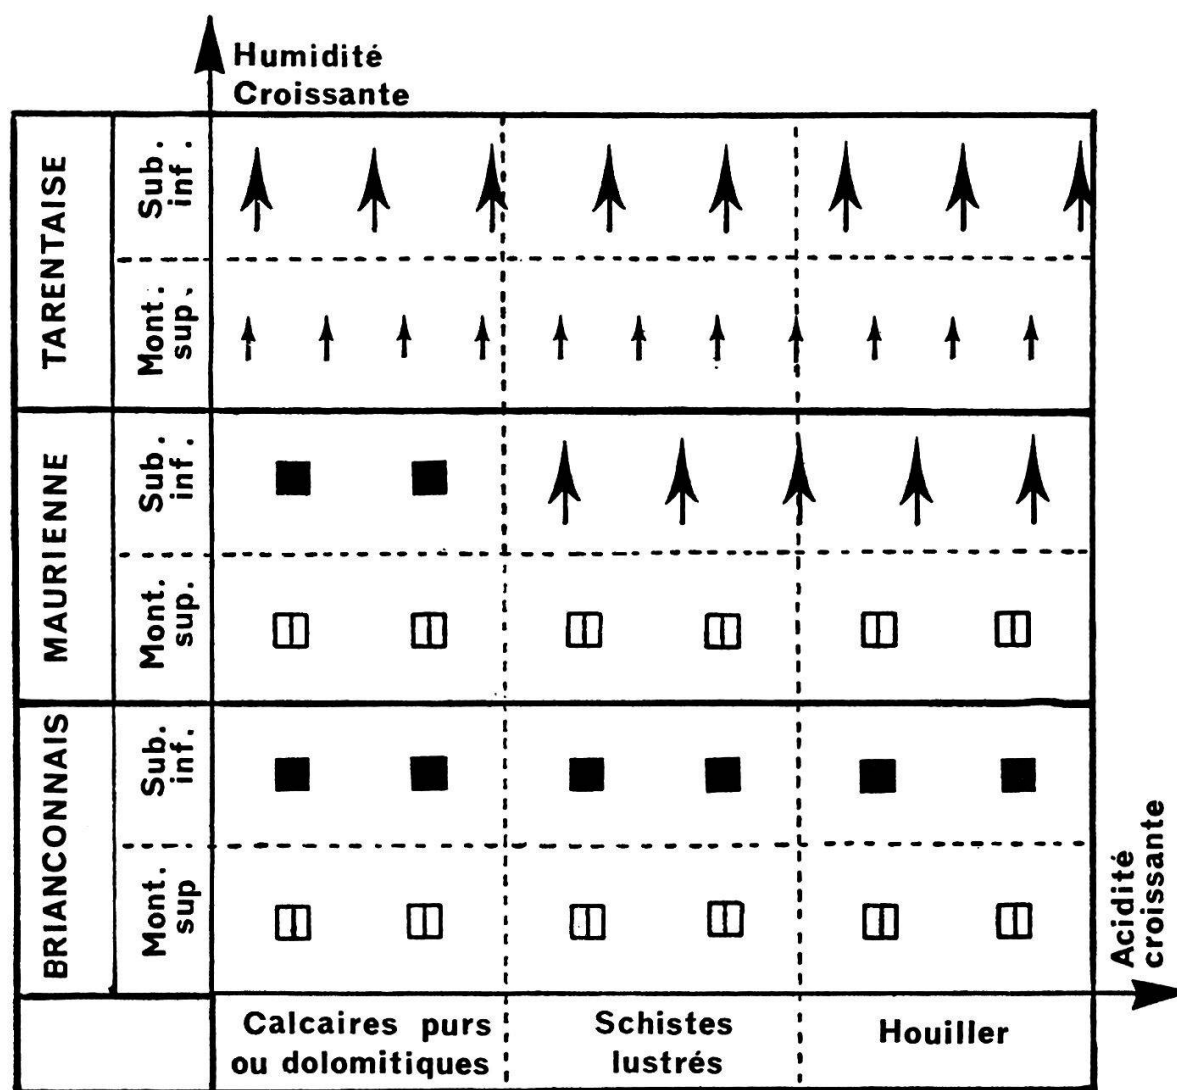 Humidité
Croissante
TARENTAISE
Sub.
inf.
Mont.
sup.
MAURIENNE
Sub.
inf.
Mont.
sup.
BRIANCONNAIS
Sub.
inf.
Mont.
sup
Calcaires purs
ou dolomitiques
Schistes
lustrés
Houiller
Acidité
croissante